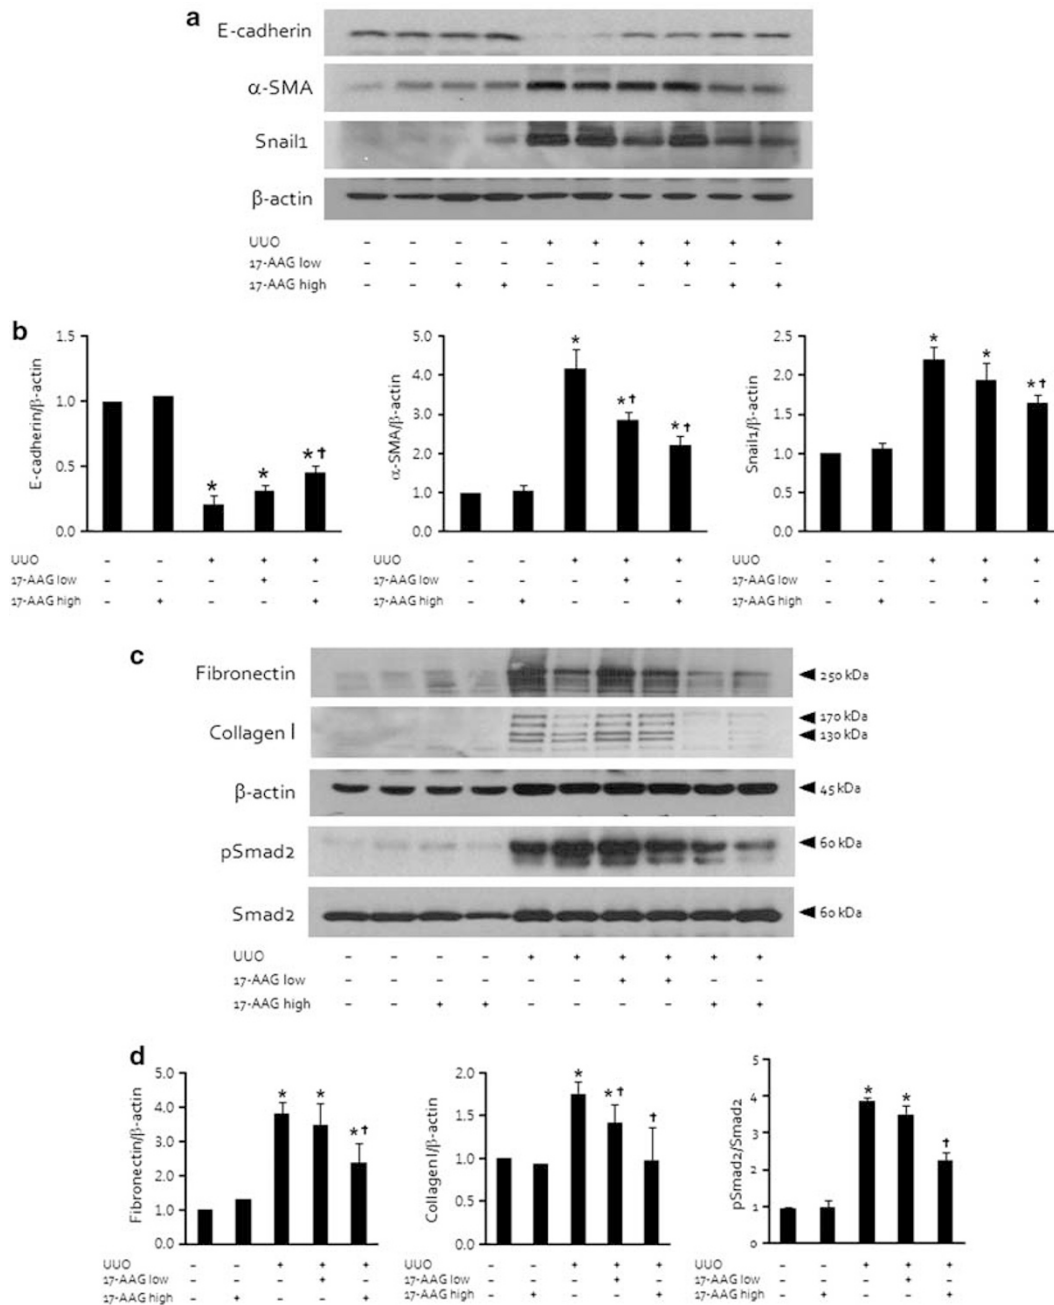 a
E-cadherin
α-SMA
Snail1
β-actin
UUO - - - - + + + + + +
17-AAG low - - - - - - + + - -
17-AAG high - - + + - - - - + +
b
E-cadherin/β-actin
1.5
1.0
0.5
0.0
* * *†
UUO - - + + +
17-AAG low - - - + -
17-AAG high - + - - +
α-SMA/β-actin
5.0
4.0
3.0
2.0
1.0
0.0
* *† *†
UUO - - + + +
17-AAG low - - - + -
17-AAG high - + - - +
Snail1/β-actin
2.5
2.0
1.5
1.0
0.5
0.0
* * *†
UUO - - + + +
17-AAG low - - - + -
17-AAG high - + - - +
c
Fibronectin 250 kDa
Collagen I 170 kDa
130 kDa
β-actin 45 kDa
pSmad2 60 kDa
Smad2 60 kDa
UUO - - - - + + + + + +
17-AAG low - - - - - - + + - -
17-AAG high - - + + - - - - + +
d
Fibronectin/β-actin
5.0
4.0
3.0
2.0
1.0
0.0
* * *†
UUO - - + + +
17-AAG low - - - + -
17-AAG high - + - - +
Collagen I/β-actin
2.0
1.5
1.0
0.5
0.0
* *† †
UUO - - + + +
17-AAG low - - - + -
17-AAG high - + - - +
pSmad2/Smad2
5
4
3
2
1
0
* * †
UUO - - + + +
17-AAG low - - - + -
17-AAG high - + - - +